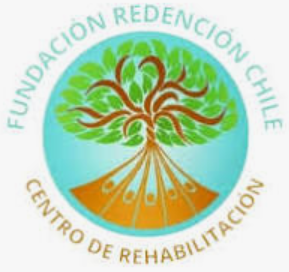 FUNDACIÓN REDENCIÓN CHILE
CENTRO DE REHABILITACIÓN